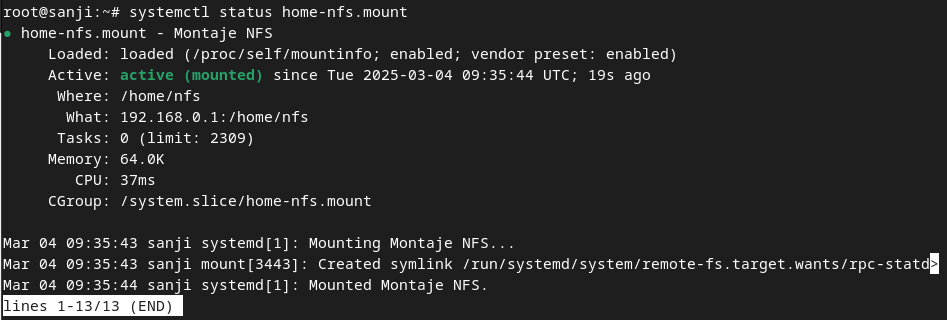 root@sanji:~# systemctl status home-nfs.mount
● home-nfs.mount - Montaje NFS
     Loaded: loaded (/proc/self/mountinfo; enabled; vendor preset: enabled)
     Active: active (mounted) since Tue 2025-03-04 09:35:44 UTC; 19s ago
      Where: /home/nfs
       What: 192.168.0.1:/home/nfs
      Tasks: 0 (limit: 2309)
     Memory: 64.0K
        CPU: 37ms
     CGroup: /system.slice/home-nfs.mount

Mar 04 09:35:43 sanji systemd[1]: Mounting Montaje NFS...
Mar 04 09:35:43 sanji mount[3443]: Created symlink /run/systemd/system/remote-fs.target.wants/rpc-statd>
Mar 04 09:35:44 sanji systemd[1]: Mounted Montaje NFS.
lines 1-13/13 (END)